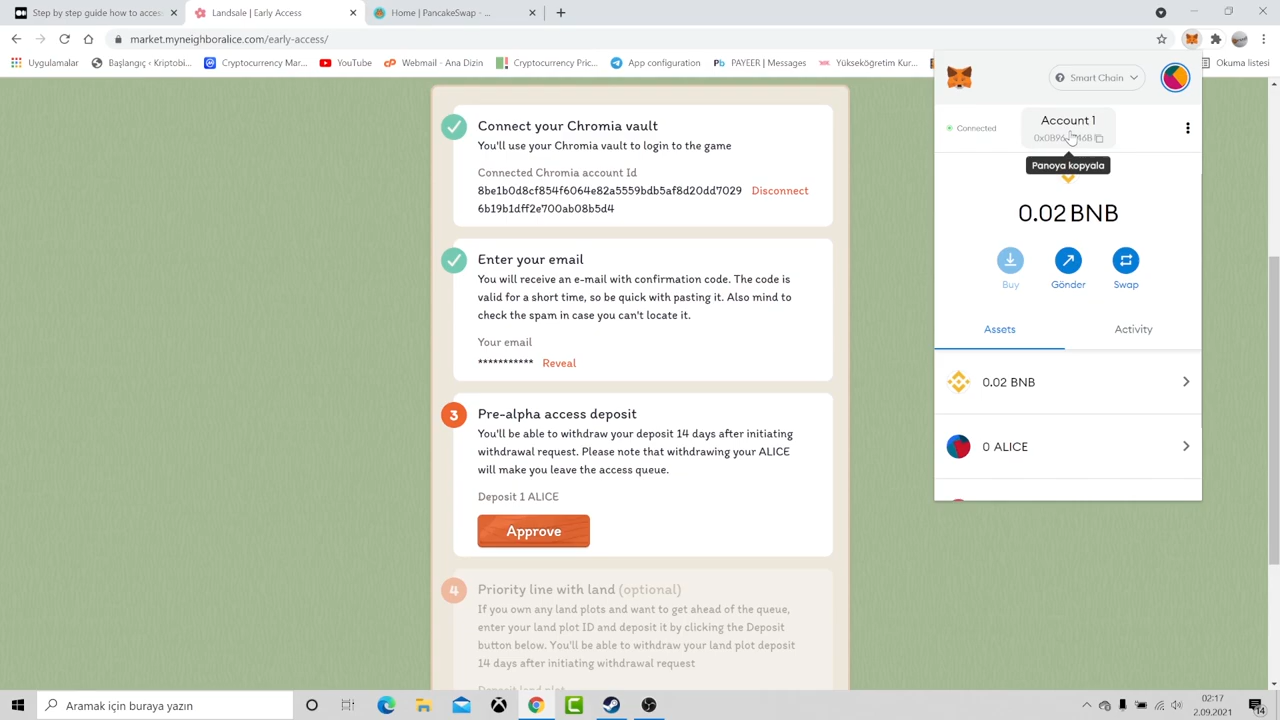 Step by step guide how to acces
Landsale | Early Access
Home | PancakeSwap - ...
market.myneighboralice.com/early-access/
Uygulamalar
Başlangıç ‹ Kriptobi...
Cryptocurrency Mar...
YouTube
Webmail - Ana Dizin
Cryptocurrency Pric...
App configuration
PAYEER | Messages
Yükseköğretim Kur...
Okuma listesi
Connect your Chromia vault
You'll use your Chromia vault to login to the game
Connected Chromia account Id
8be1b0d8cf854f6064e82a5559bdb5af8d20dd7029
6b19b1dff2e700ab08b5d4
Disconnect
Enter your email
You will receive an e-mail with confirmation code. The code is
valid for a short time, so be quick with pasting it. Also mind to
check the spam in case you can't locate it.
Your email
*********** Reveal
3
Pre-alpha access deposit
You'll be able to withdraw your deposit 14 days after initiating
withdrawal request. Please note that withdrawing your ALICE
will make you leave the access queue.
Deposit 1 ALICE
Approve
4
Priority line with land (optional)
If you own any land plots and want to get ahead of the queue,
enter your land plot ID and deposit it by clicking the Deposit
button below. You'll be able to withdraw your land plot deposit
14 days after initiating withdrawal request
Deposit land plot
Smart Chain
Connected
Account 1
Panoya kopyala
0.02 BNB
Buy
Gönder
Swap
Assets
Activity
0.02 BNB
0 ALICE
Aramak için buraya yazın
02:17
2.09.2021
14